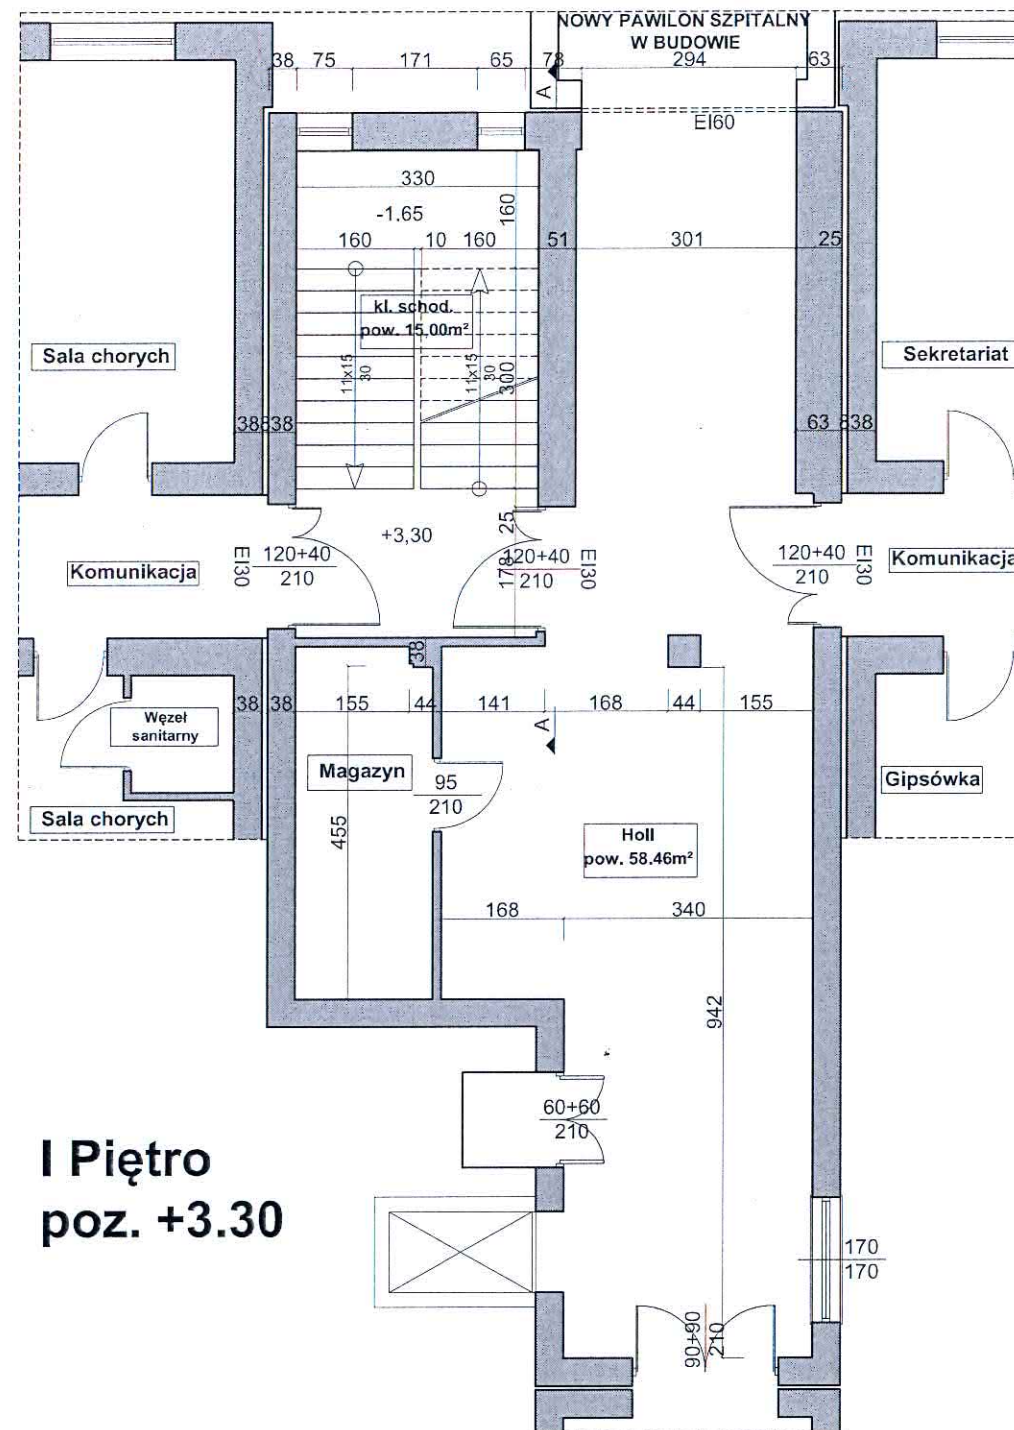 NOWY PAWILON SZPITALNY
W BUDOWIE
38 75 171 65 78 294 63
A
EI60
330
-1.65
160
160 10 160 51 301 25
kl. schod.
pow. 15.00m²
11x15
30
11x15
30
300
Sala chorych
Sekretariat
38 8 38
63 8 38
25
+3,30
178
Komunikacja
EI30
120+40
210
120+40
210
EI30
120+40
210
EI30
Komunikacja
38
38 38 155 44 141 168 44 155
Węzeł
sanitarny
A
Magazyn
95
210
Gipsówka
Sala chorych
455
Holl
pow. 58.46m²
168 340
942
60+60
210
I Piętro
poz. +3.30
170
170
90+90
210